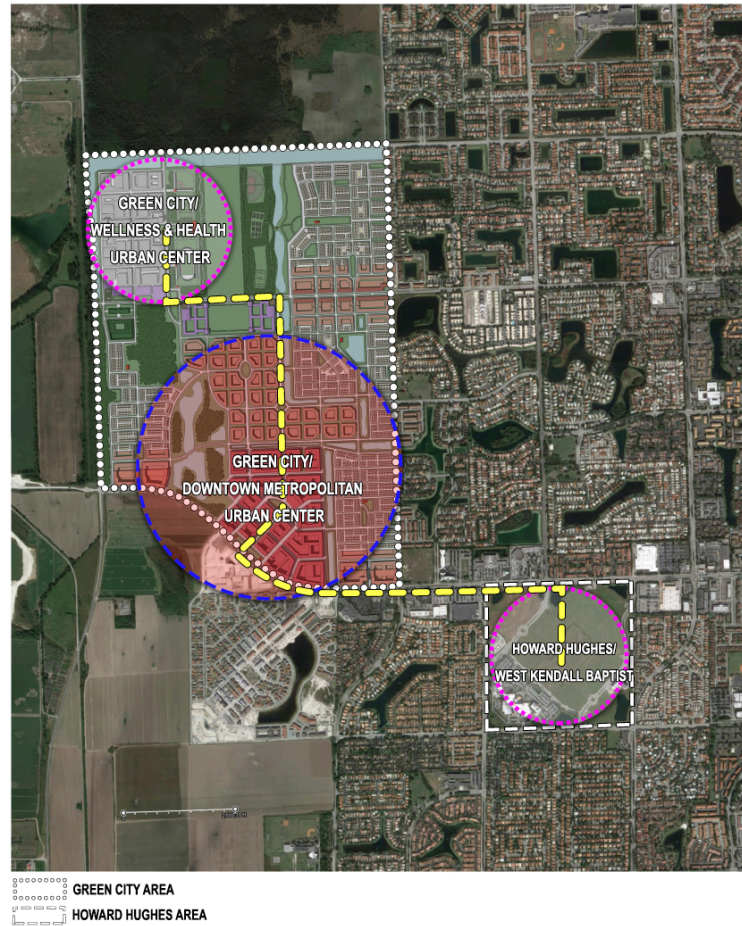 GREEN CITY/
WELLNESS & HEALTH
URBAN CENTER
GREEN CITY/
DOWNTOWN METROPOLITAN
URBAN CENTER
HOWARD HUGHES/
WEST KENDALL BAPTIST
GREEN CITY AREA
HOWARD HUGHES AREA